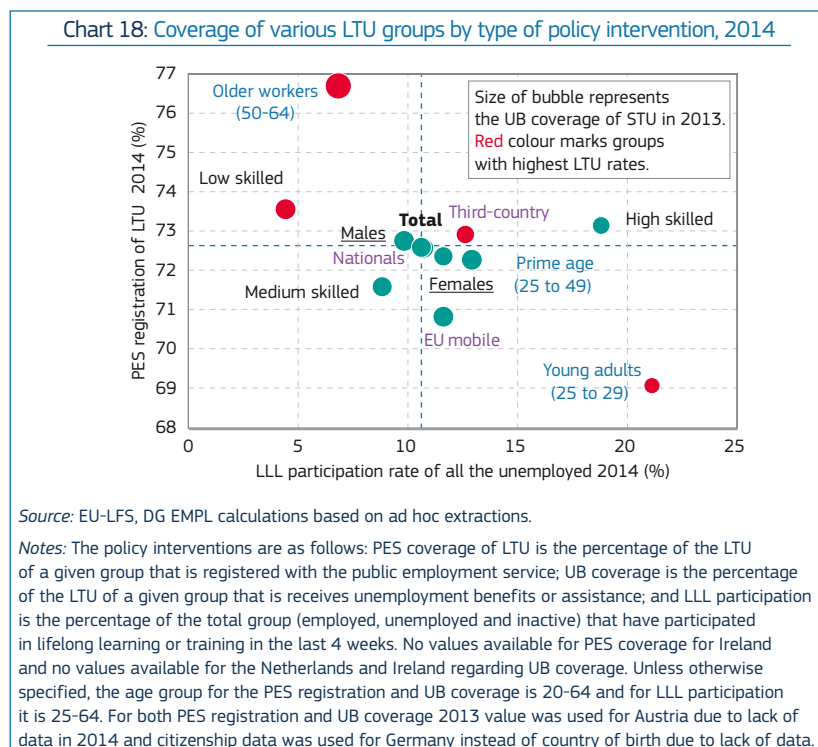 Chart 18: Coverage of various LTU groups by type of policy intervention, 2014
PES registration of LTU 2014 (%)
77
76
75
74
73
72
71
70
69
68
Older workers
(50-64)
Size of bubble represents
the UB coverage of STU in 2013.
Red colour marks groups
with highest LTU rates.
Low skilled
Total
Third-country
High skilled
Males
Nationals
Prime age
(25 to 49)
Medium skilled
Females
EU mobile
Young adults
(25 to 29)
0 5 10 15 20 25
LLL participation rate of all the unemployed 2014 (%)
Source: EU-LFS, DG EMPL calculations based on ad hoc extractions.
Notes: The policy interventions are as follows: PES coverage of LTU is the percentage of the LTU
of a given group that is registered with the public employment service; UB coverage is the percentage
of the LTU of a given group that is receives unemployment benefits or assistance; and LLL participation
is the percentage of the total group (employed, unemployed and inactive) that have participated
in lifelong learning or training in the last 4 weeks. No values available for PES coverage for Ireland
and no values available for the Netherlands and Ireland regarding UB coverage. Unless otherwise
specified, the age group for the PES registration and UB coverage is 20-64 and for LLL participation
it is 25-64. For both PES registration and UB coverage 2013 value was used for Austria due to lack of
data in 2014 and citizenship data was used for Germany instead of country of birth due to lack of data.